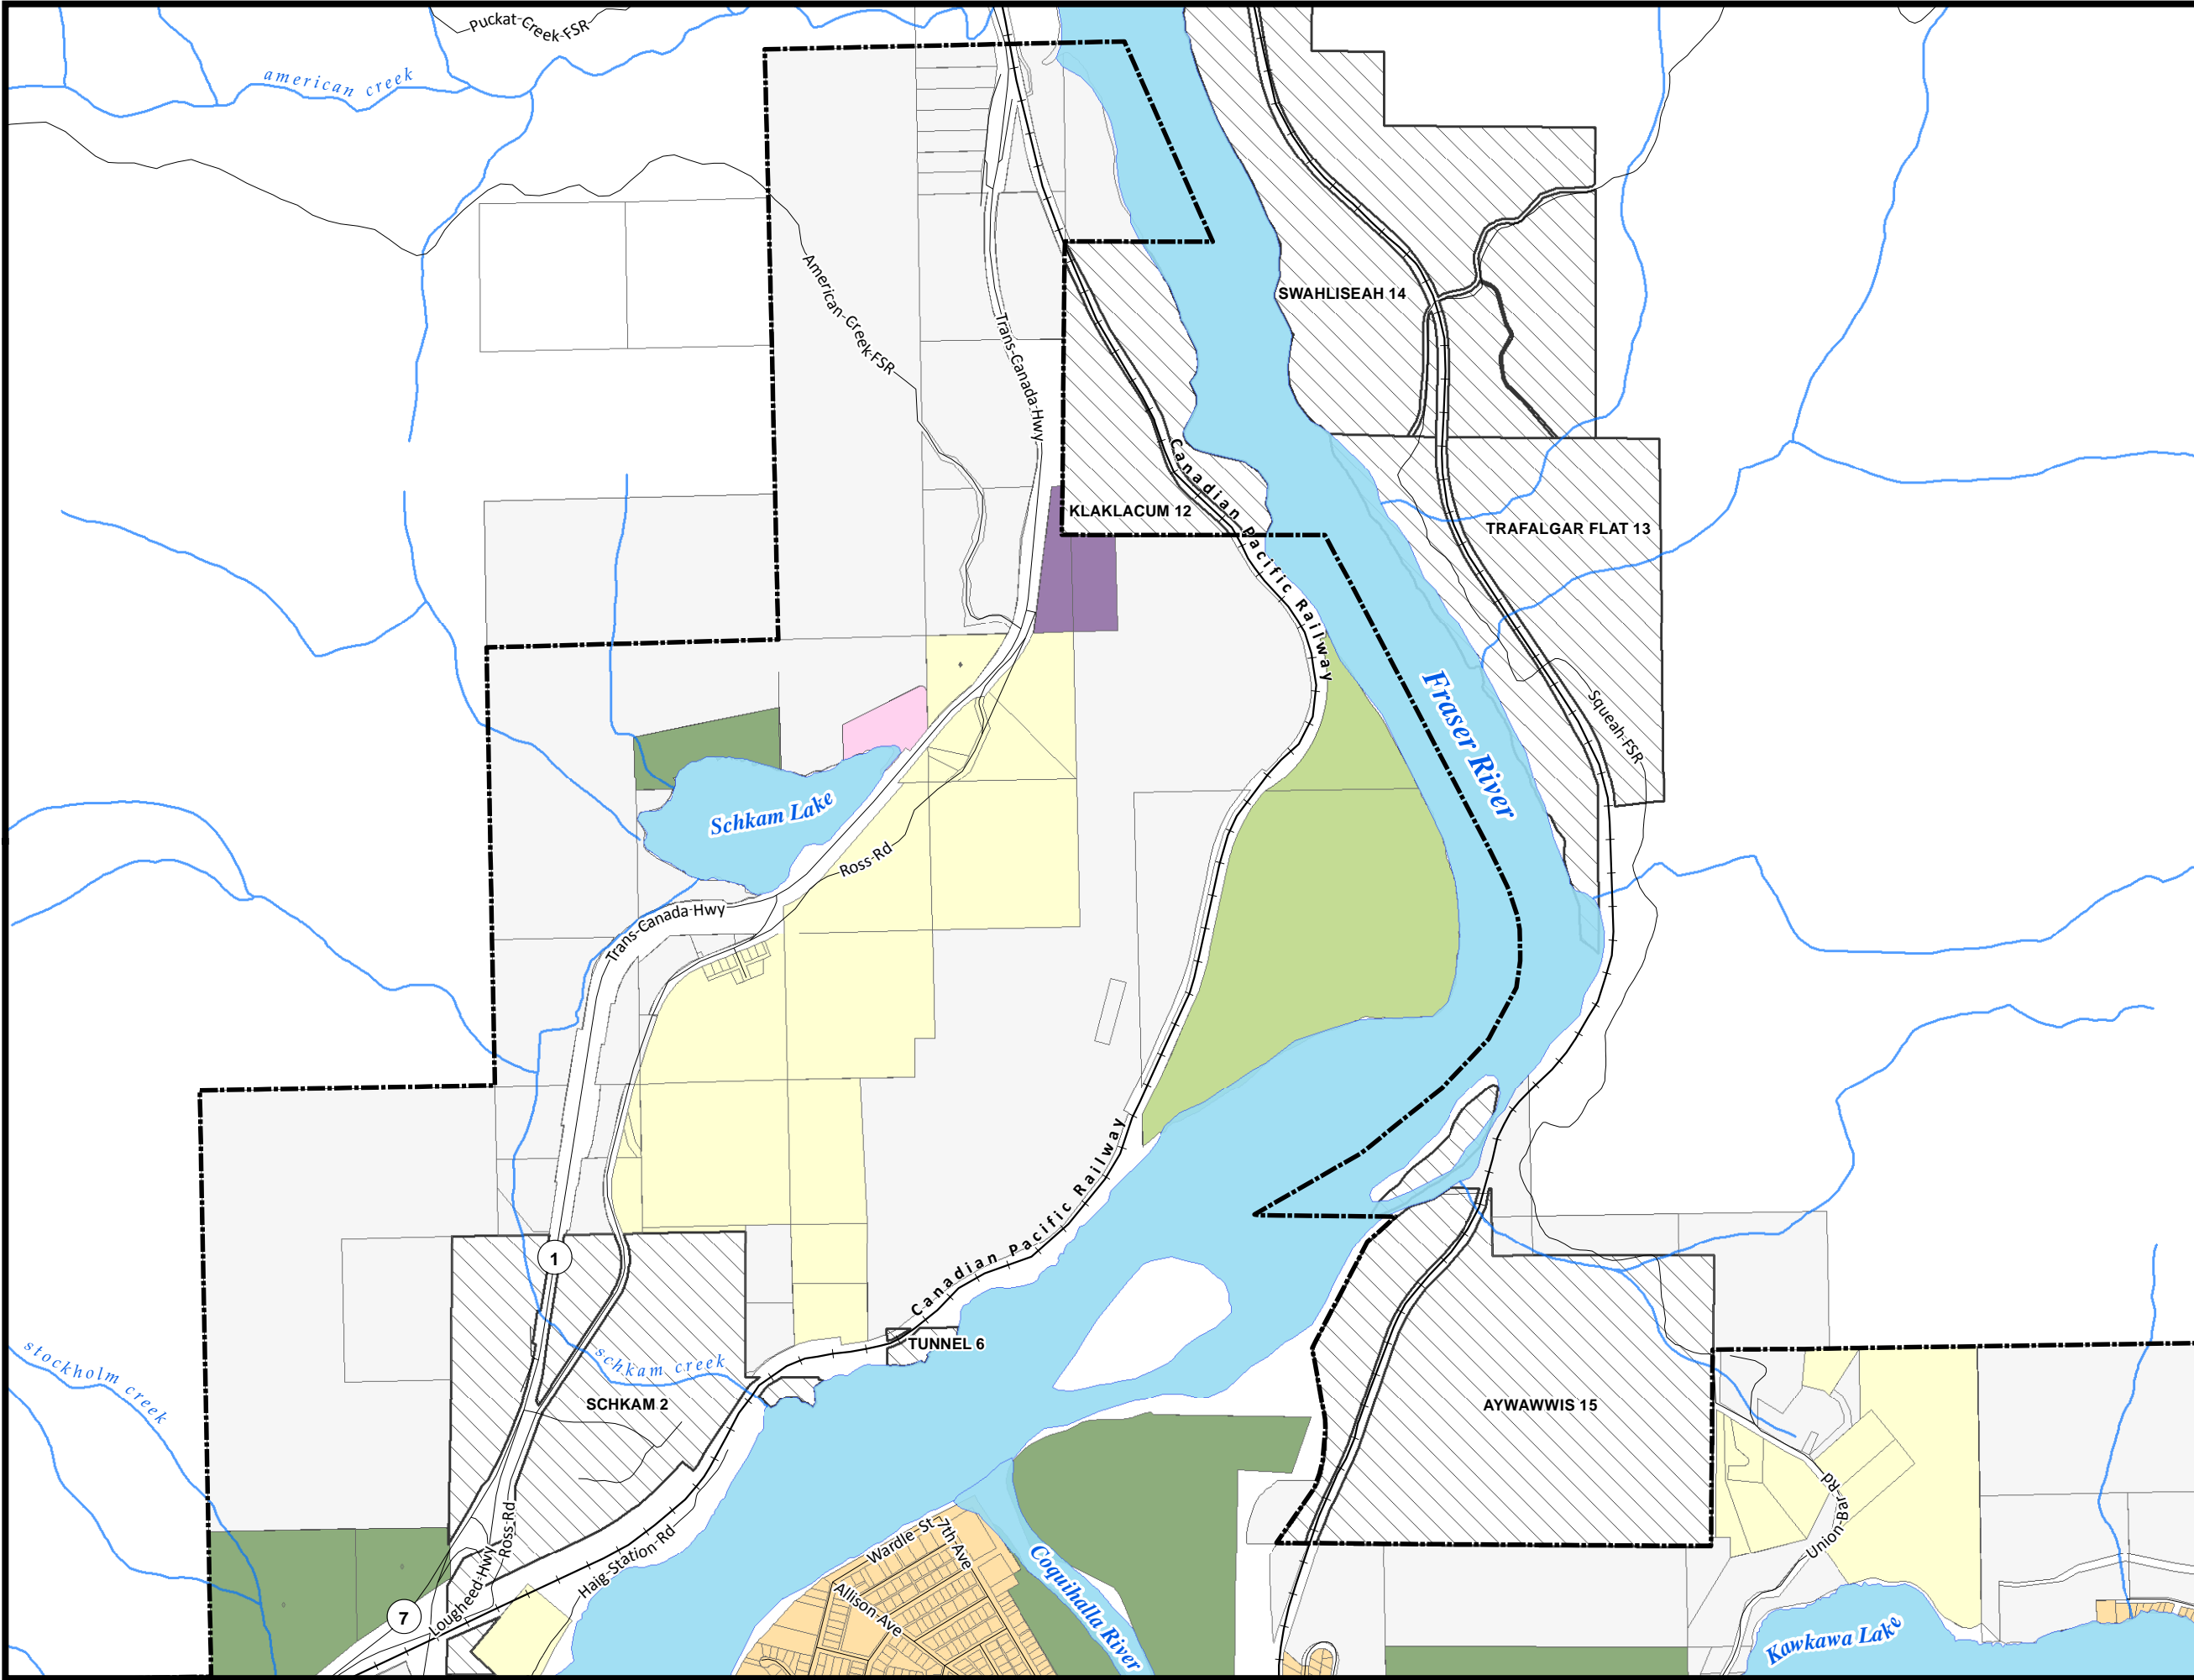 Puckat-Creek-FSR
american creek
American-Creek-FSR
Trans-Canada-Hwy
SWAHLISEAH 14
Canadian Pacific Railway
KLAKLACUM 12
TRAFALGAR FLAT 13
Fraser River
Squeah-FSR
Schkam Lake
Ross-Rd
Trans-Canada-Hwy
Canadian Pacific Railway
1
TUNNEL 6
stockholm creek
schkam creek
SCHKAM 2
AYWAWWIS 15
Union-Bar-Rd
Ross-Rd
Haig-Station-Rd
Wardle St
7th-Ave
Allison-Ave
Coquihalla River
7
Lougheed-Hwy
Kawkawa Lake